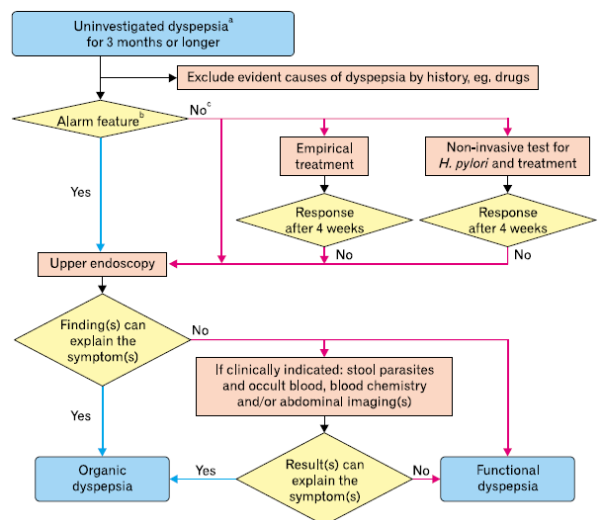 Uninvestigated dyspepsiaᵃ
for 3 months or longer
Exclude evident causes of dyspepsia by history, eg. drugs
Alarm featureᵇ
Noᶜ
Empirical
treatment
Non-invasive test for
H. pylori and treatment
Yes
Response
after 4 weeks
Response
after 4 weeks
No
No
Upper endoscopy
Finding(s) can
explain the
symptom(s)
No
If clinically indicated: stool parasites
and occult blood, blood chemistry
and/or abdominal imaging(s)
Yes
Organic
dyspepsia
Yes
Result(s) can
explain the
symptom(s)
No
Functional
dyspepsia